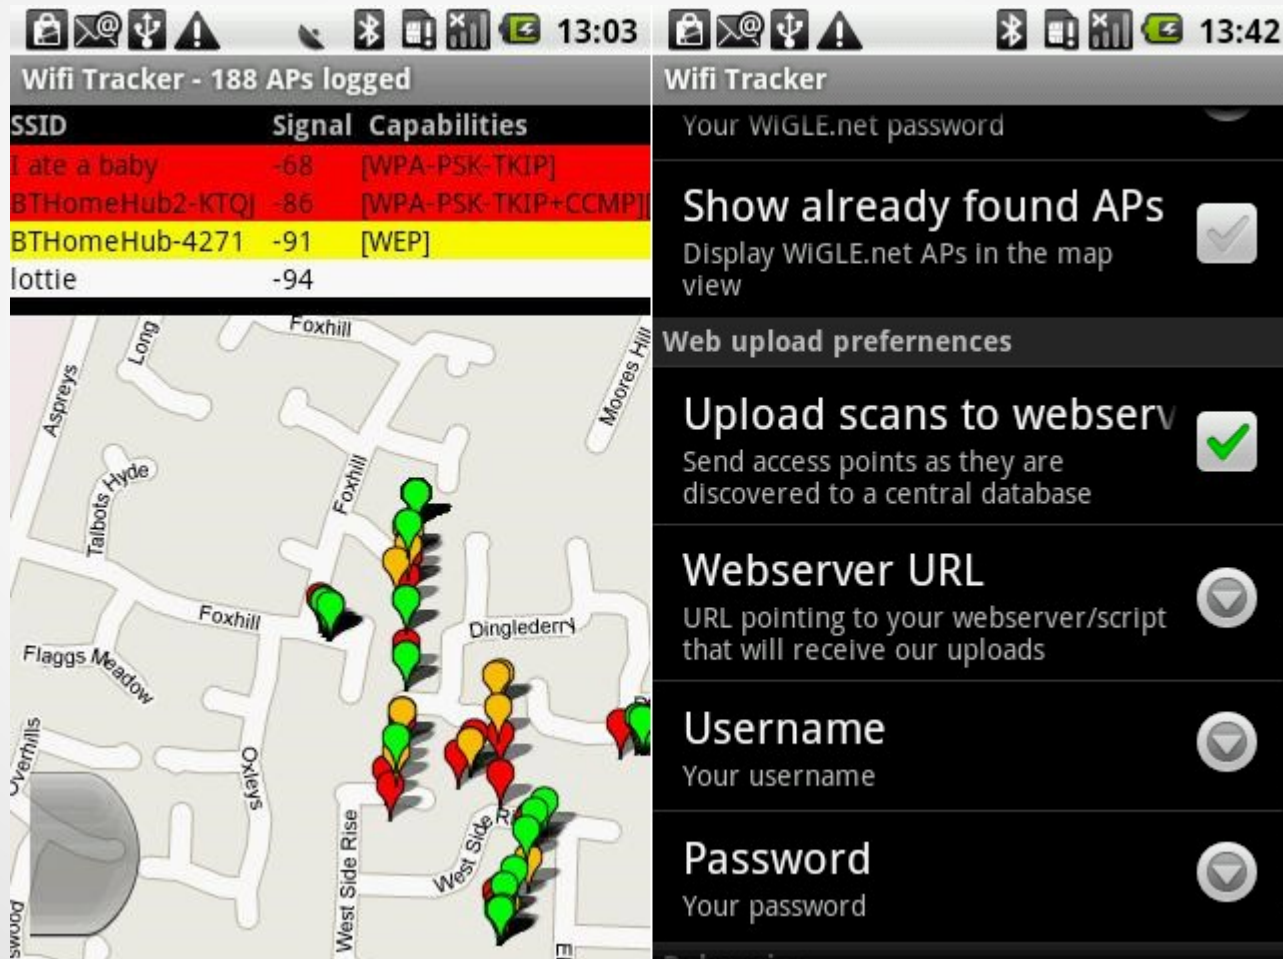 13:03
Wifi Tracker - 188 APs logged
SSID Signal Capabilities
I ate a baby -68 [WPA-PSK-TKIP]
BTHomeHub2-KTQJ -86 [WPA-PSK-TKIP+CCMP][
BTHomeHub-4271 -91 [WEP]
lottie -94
Foxhill
Long
Moores Hill
Aspreys
Talbots Hyde
Foxhill
Foxhill
Dinglederry
Flaggs Meadow
Overhills
Oxleys
West Side Rise
West Side Ri
swood
El
13:42
Wifi Tracker
Your WiGLE.net password
Show already found APs
Display WiGLE.net APs in the map
view
Web upload prefernences
Upload scans to webserv
Send access points as they are
discovered to a central database
Webserver URL
URL pointing to your webserver/script
that will receive our uploads
Username
Your username
Password
Your password